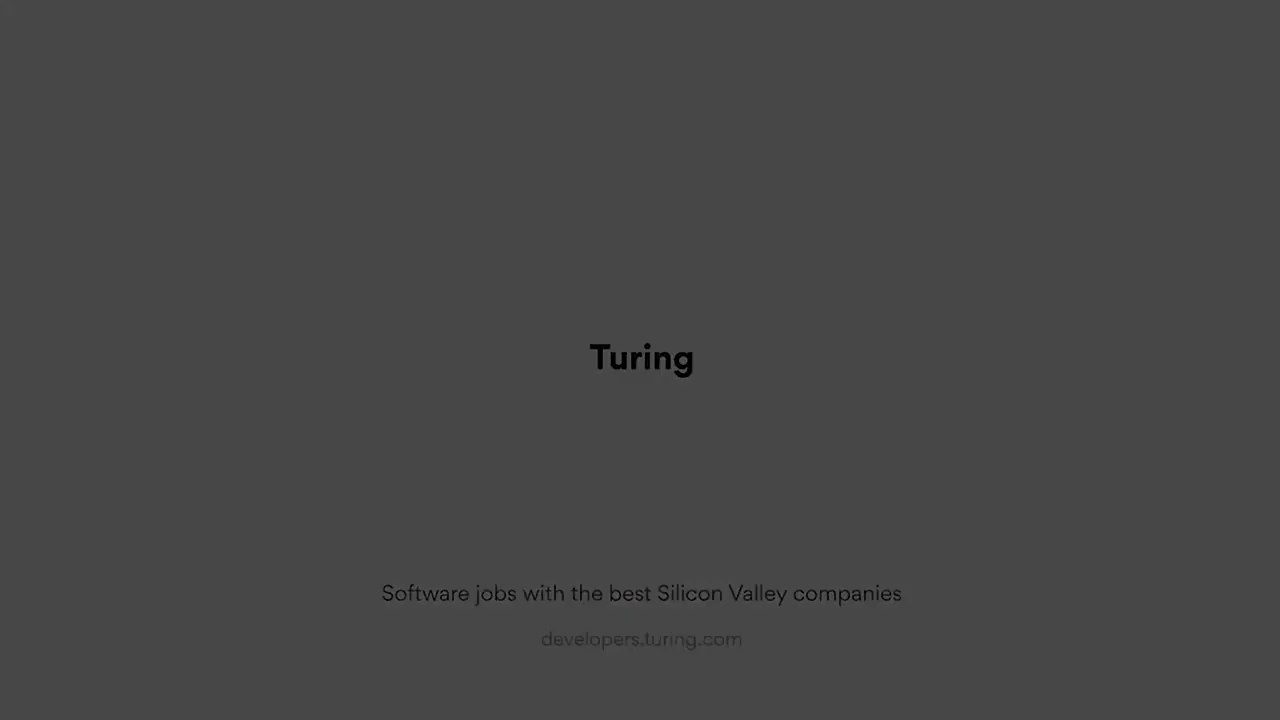 Turing
Software jobs with the best Silicon Valley companies
developers.turing.com